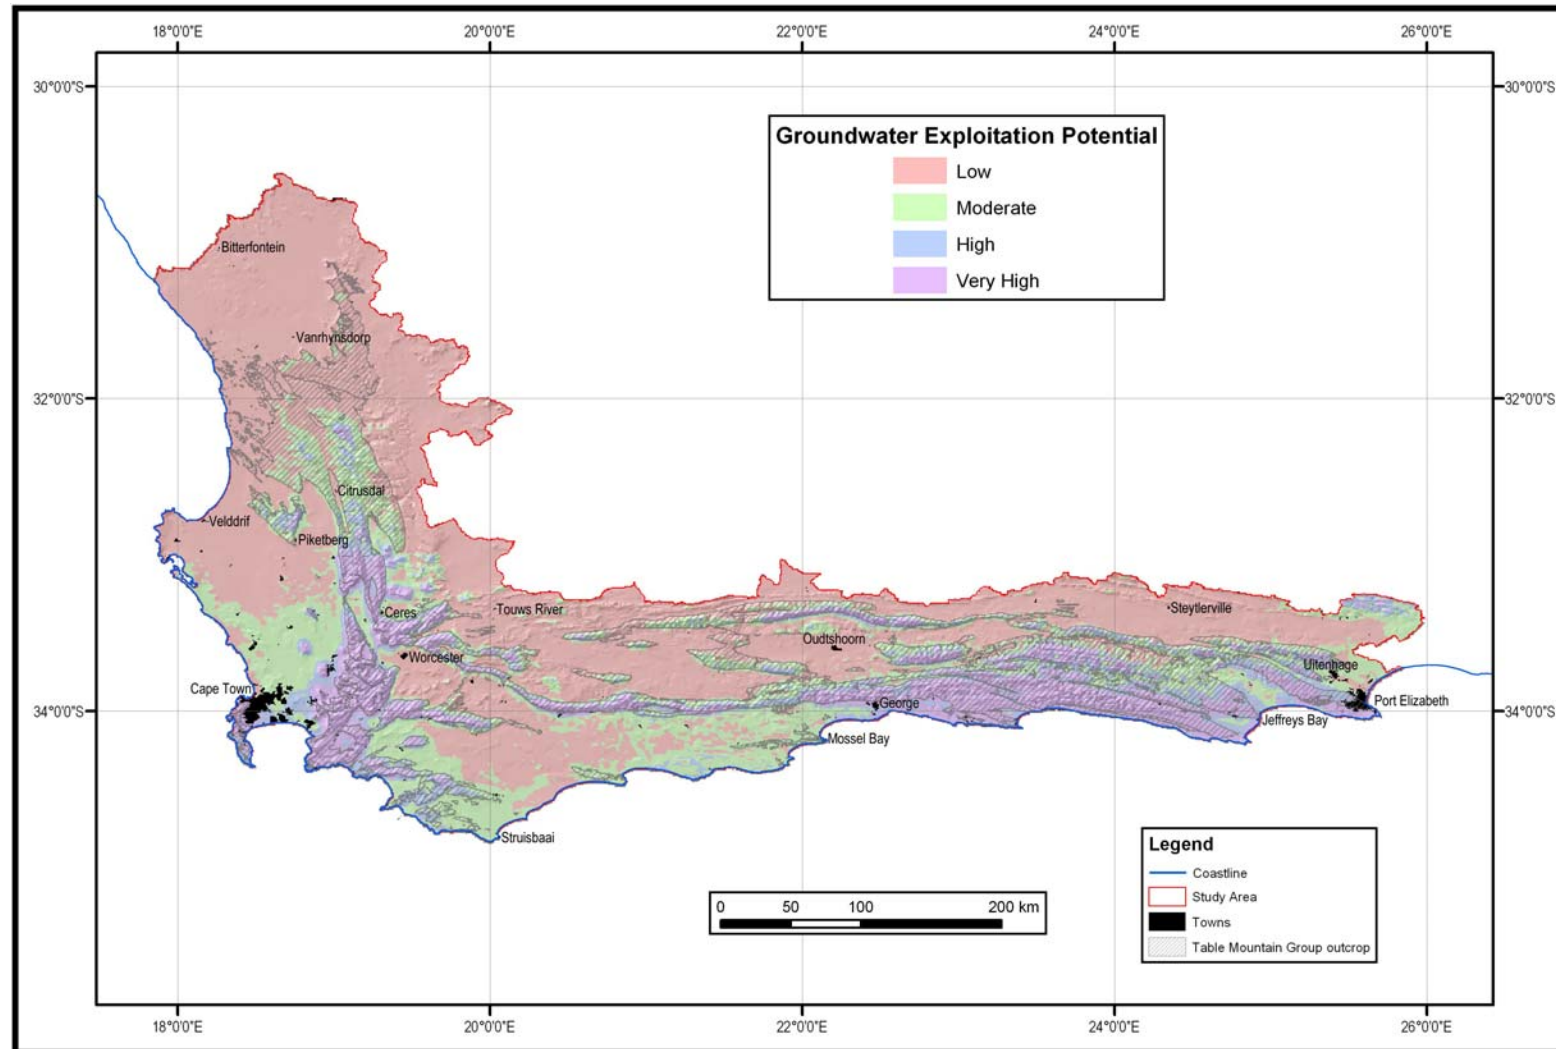 18°0'0"E 20°0'0"E 22°0'0"E 24°0'0"E 26°0'0"E
30°0'0"S 30°0'0"S
Groundwater Exploitation Potential
Low
Moderate
High
Very High
Bitterfontein
Vanrhynsdorp
32°0'0"S 32°0'0"S
Citrusdal
Velddrif
Piketberg
Ceres
Touws River
Steytlerville
Oudtshoorn
Worcester
Uitenhage
Cape Town
George
Port Elizabeth
34°0'0"S 34°0'0"S
Jeffreys Bay
Mossel Bay
Struisbaai
Legend
Coastline
Study Area
Towns
Table Mountain Group outcrop
0 50 100 200 km
18°0'0"E 20°0'0"E 22°0'0"E 24°0'0"E 26°0'0"E